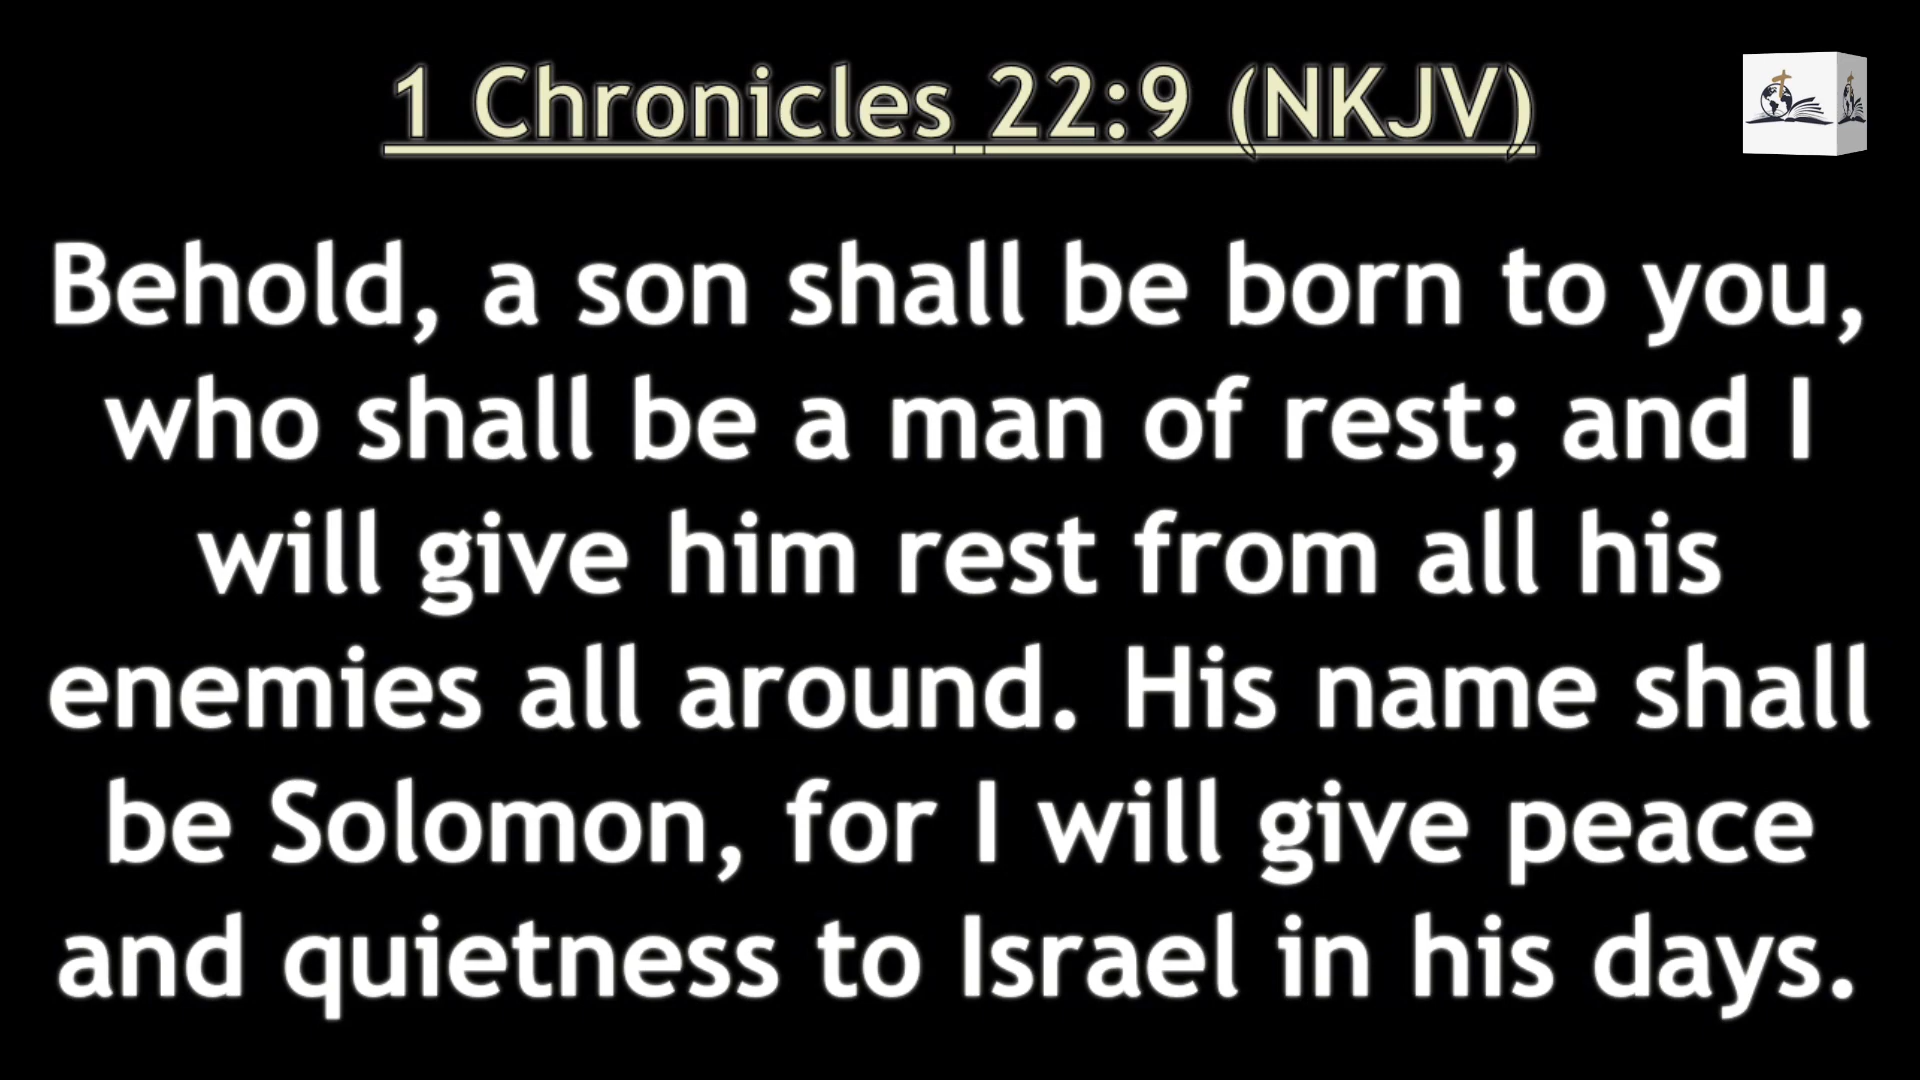 1 Chronicles 22:9 (NKJV)
Behold, a son shall be born to you,
who shall be a man of rest; and I
will give him rest from all his
enemies all around. His name shall
be Solomon, for I will give peace
and quietness to Israel in his days.